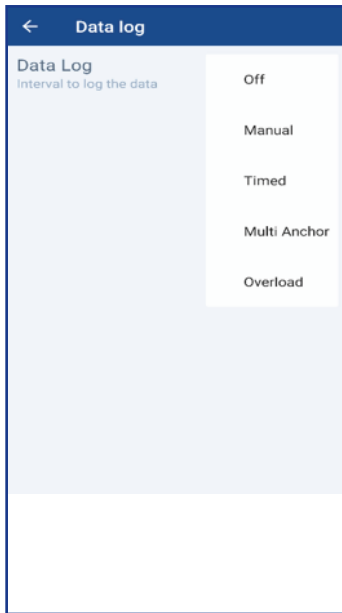 Data log
Data Log
Interval to log the data
Off
Manual
Timed
Multi Anchor
Overload